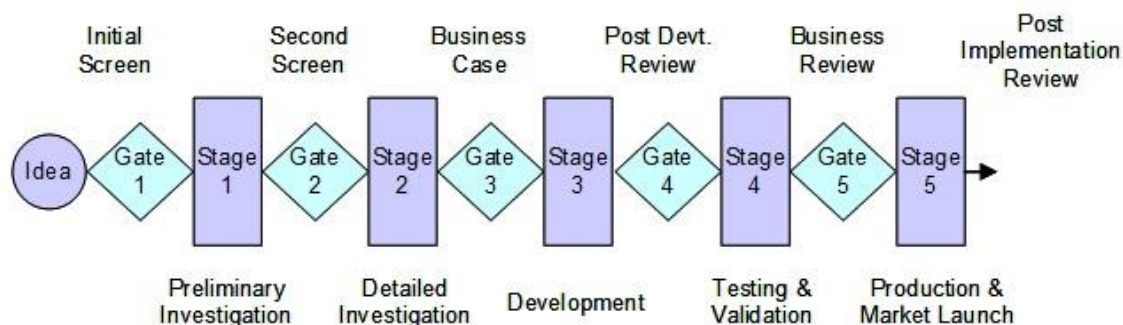 Initial
Screen
Second
Screen
Business
Case
Post Devt.
Review
Business
Review
Post
Implementation
Review
Idea
Gate
1
Stage
1
Gate
2
Stage
2
Gate
3
Stage
3
Gate
4
Stage
4
Gate
5
Stage
5
Preliminary
Investigation
Detailed
Investigation
Development
Testing &
Validation
Production &
Market Launch